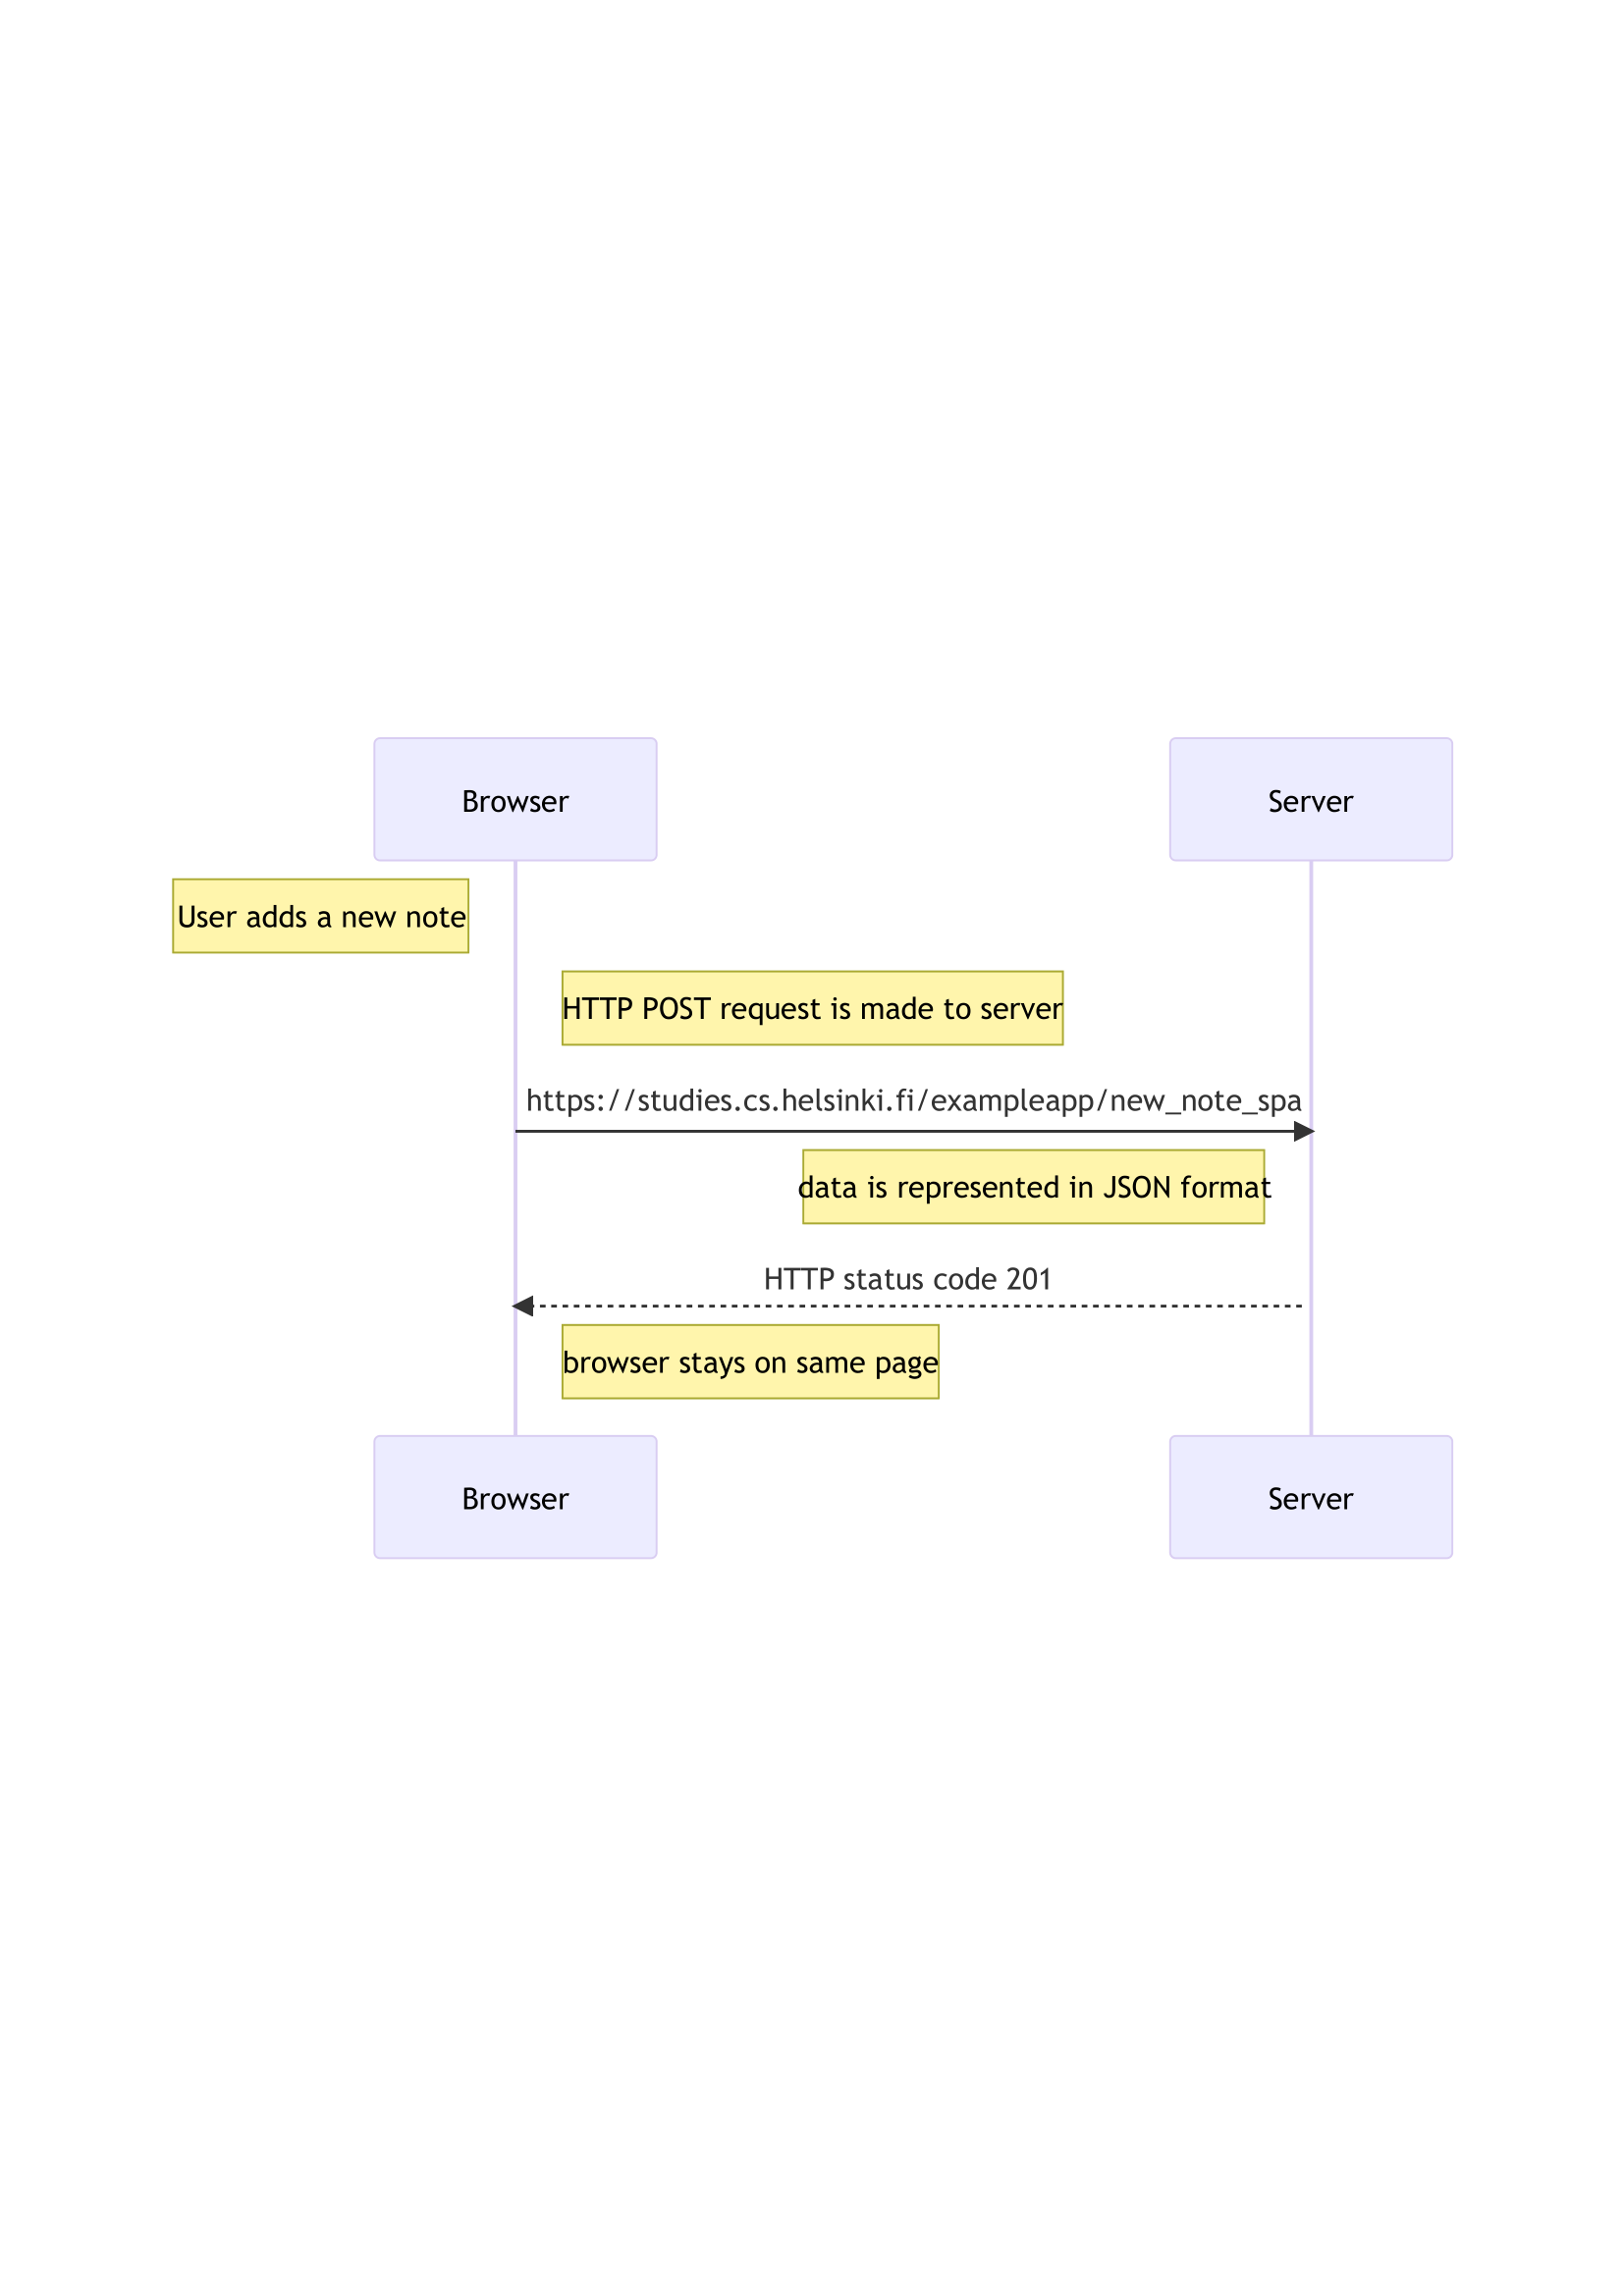 Browser
Server
User adds a new note
HTTP POST request is made to server
https://studies.cs.helsinki.fi/exampleapp/new_note_spa
data is represented in JSON format
HTTP status code 201
browser stays on same page
Browser
Server